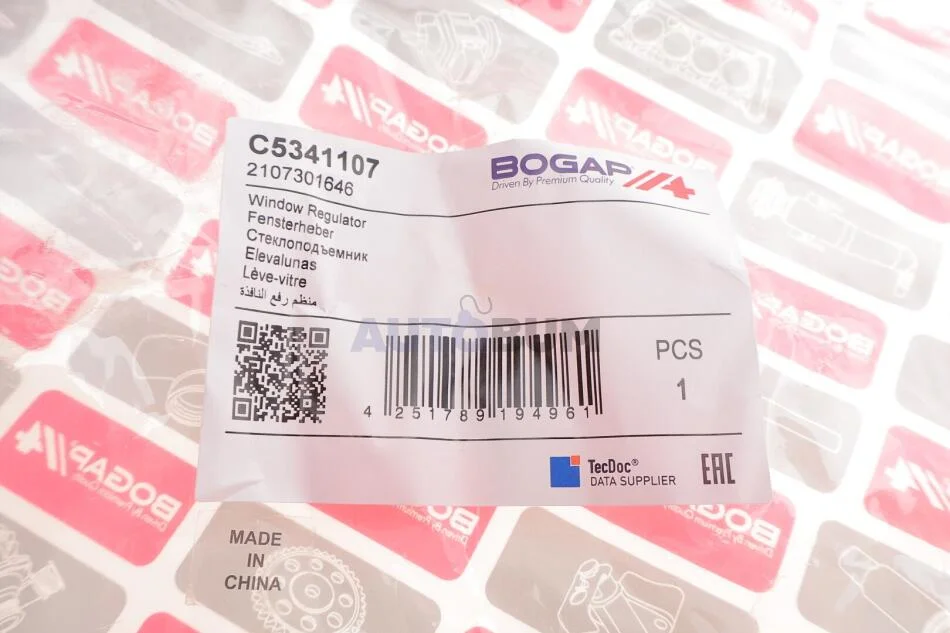 C5341107
2107301646
BOGAP
Driven By Premium Quality
Window Regulator
Fensterheber
Стеклоподъемник
Elevalunas
Lève-vitre
منظم رفع النافذة
AUTOBUM
4 251789 194961
PCS
1
TecDoc®
DATA SUPPLIER
EAC
MADE
IN
CHINA